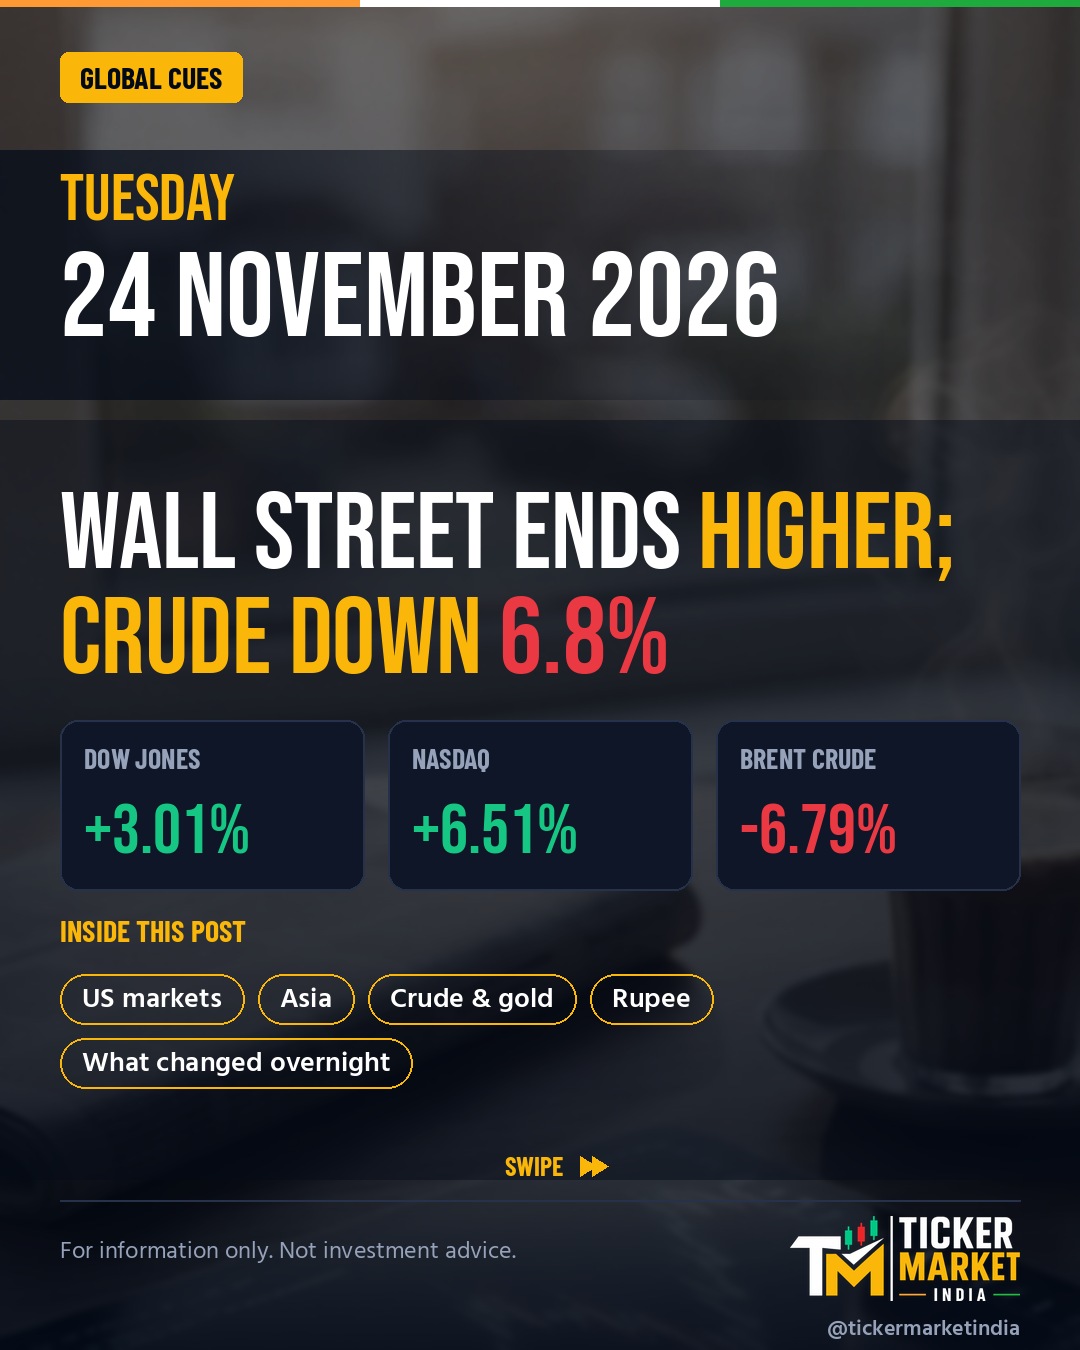 GLOBAL CUES
TUESDAY
24 NOVEMBER 2026
WALL STREET ENDS HIGHER;
CRUDE DOWN 6.8%
DOW JONES
+3.01%
NASDAQ
+6.51%
BRENT CRUDE
-6.79%
INSIDE THIS POST
US markets
Asia
Crude & gold
Rupee
What changed overnight
SWIPE
For information only. Not investment advice.
TM
TICKER
MARKET
INDIA
@tickermarketindia